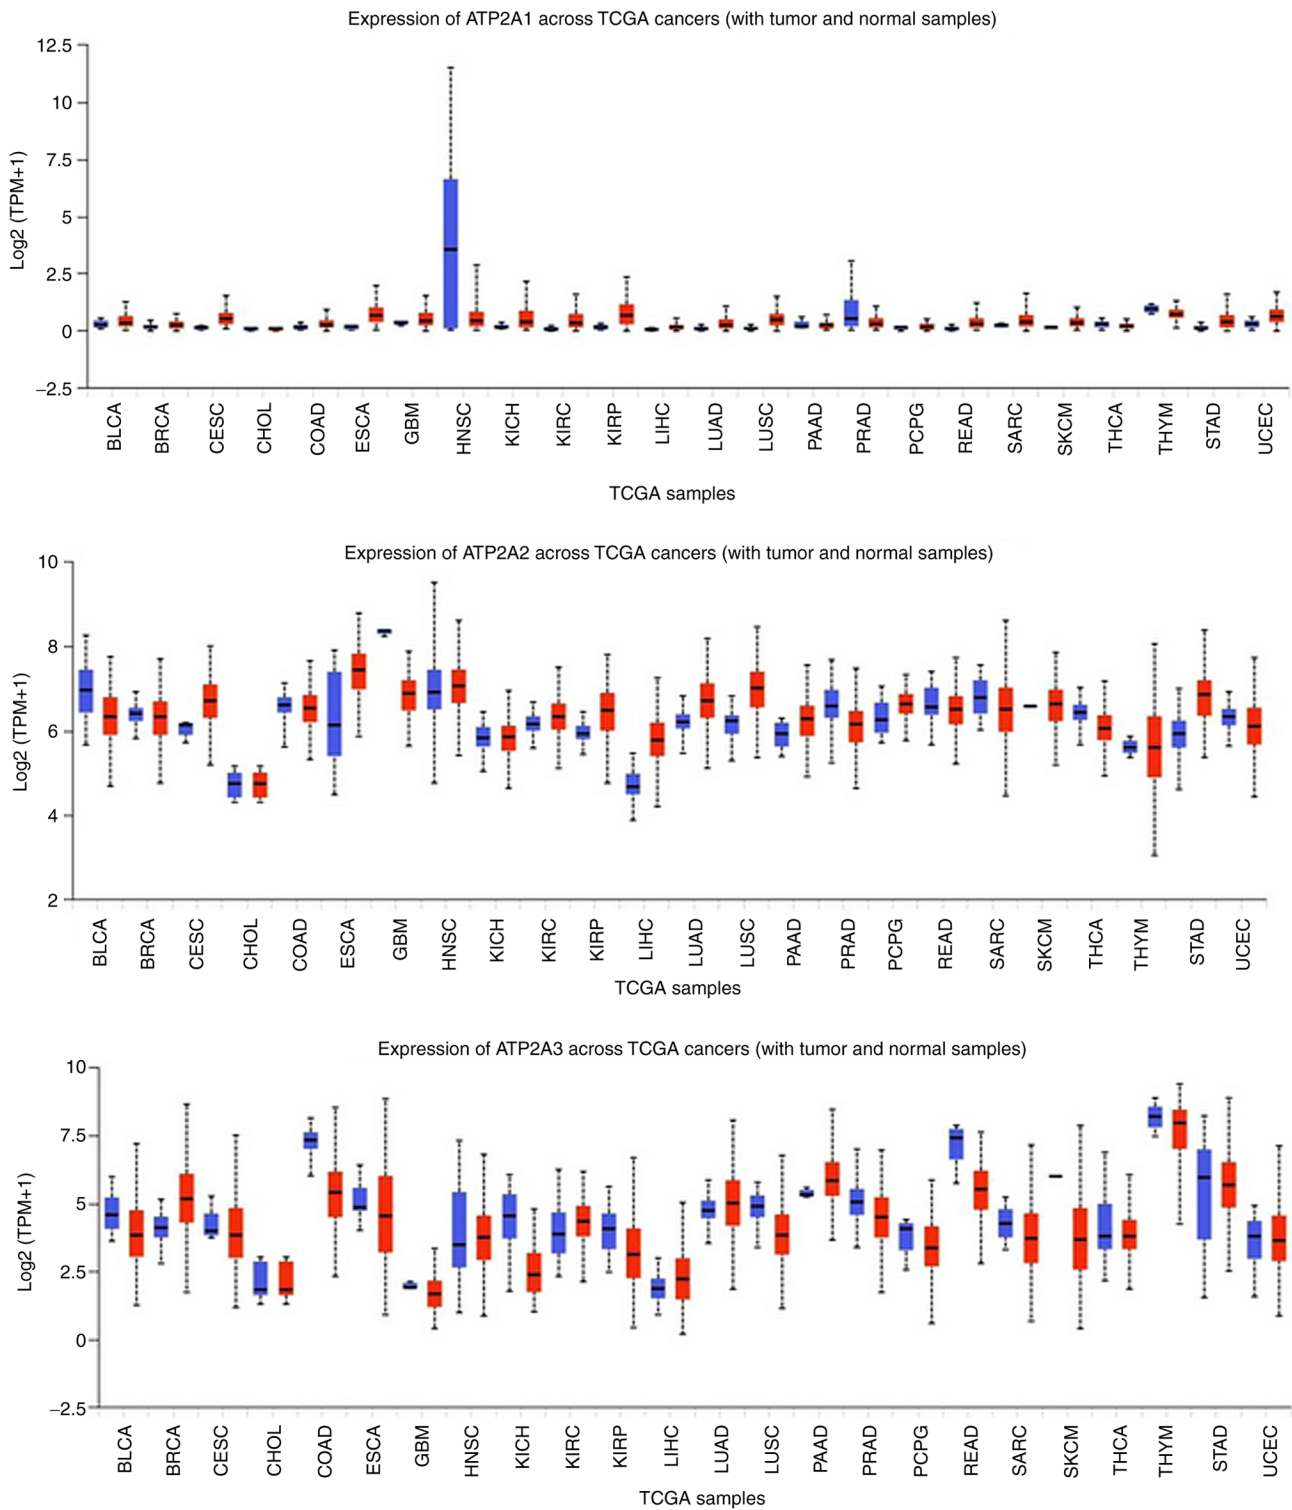 Expression of ATP2A1 across TCGA cancers (with tumor and normal samples)
12.5
10
7.5
5
2.5
0
−2.5
Log2 (TPM+1)
BLCA BRCA CESC CHOL COAD ESCA GBM HNSC KICH KIRC KIRP LIHC LUAD LUSC PAAD PRAD PCPG READ SARC SKCM THCA THYM STAD UCEC
TCGA samples
Expression of ATP2A2 across TCGA cancers (with tumor and normal samples)
10
8
6
4
2
Log2 (TPM+1)
BLCA BRCA CESC CHOL COAD ESCA GBM HNSC KICH KIRC KIRP LIHC LUAD LUSC PAAD PRAD PCPG READ SARC SKCM THCA THYM STAD UCEC
TCGA samples
Expression of ATP2A3 across TCGA cancers (with tumor and normal samples)
10
7.5
5
2.5
0
−2.5
Log2 (TPM+1)
BLCA BRCA CESC CHOL COAD ESCA GBM HNSC KICH KIRC KIRP LIHC LUAD LUSC PAAD PRAD PCPG READ SARC SKCM THCA THYM STAD UCEC
TCGA samples